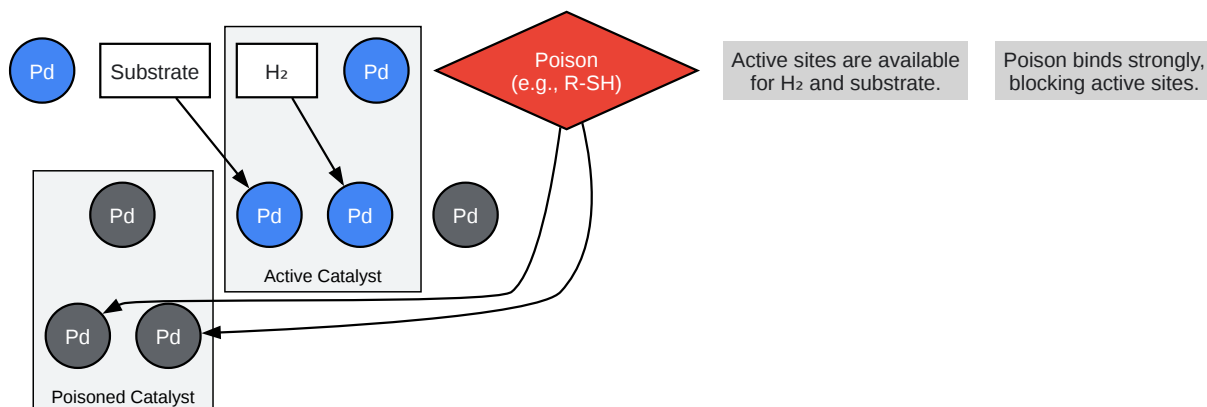 Pd
Substrate
H₂
Pd
Poison
(e.g., R-SH)
Active sites are available
for H₂ and substrate.
Poison binds strongly,
blocking active sites.
Pd
Pd
Pd
Pd
Active Catalyst
Pd
Pd
Poisoned Catalyst